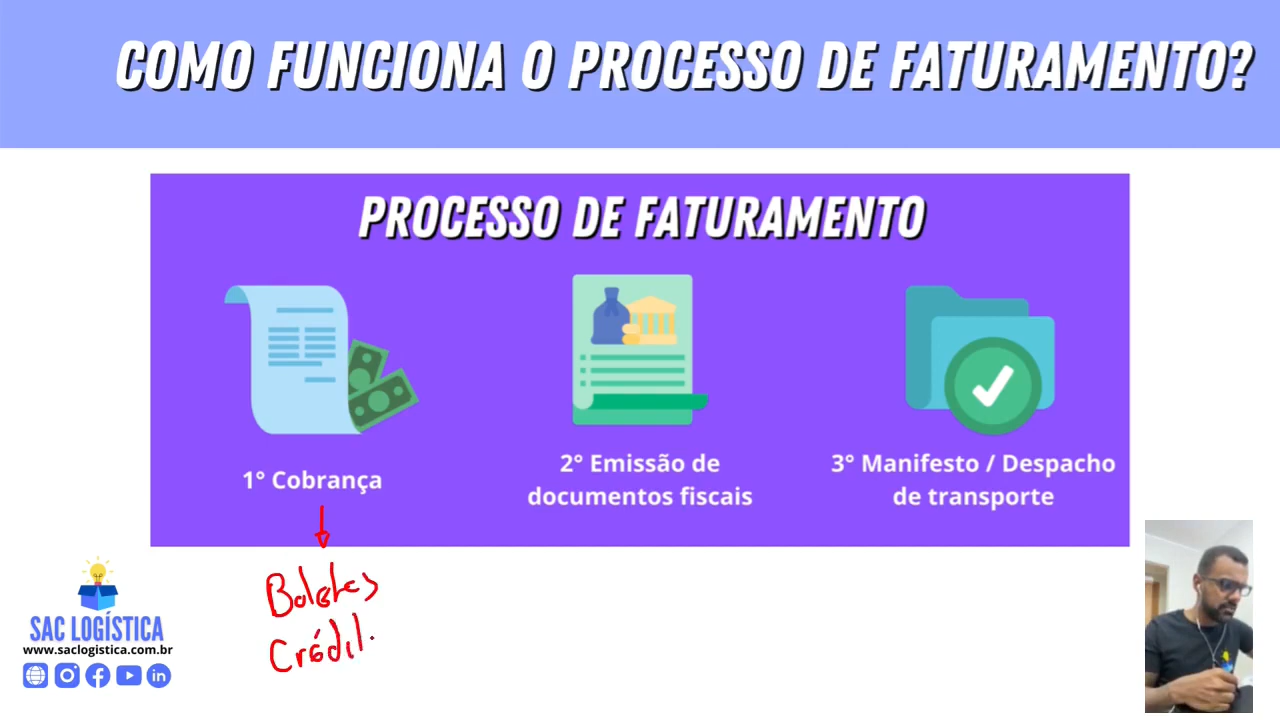 COMO FUNCIONA O PROCESSO DE FATURAMENTO?
PROCESSO DE FATURAMENTO
1° Cobrança
2° Emissão de
documentos fiscais
3° Manifesto / Despacho
de transporte
Boletos
Crédit
SAC LOGÍSTICA
www.saclogistica.com.br